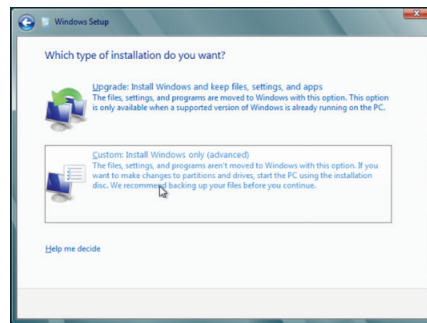 Windows Setup
Which type of installation do you want?
Upgrade: Install Windows and keep files, settings, and apps
The files, settings, and programs are moved to Windows with this option. This option
is only available when a supported version of Windows is already running on the PC.
Custom: Install Windows only (advanced)
The files, settings, and programs aren't moved to Windows with this option. If you
want to make changes to partitions and drives, start the PC using the installation
disc. We recommend backing up your files before you continue.
Help me decide